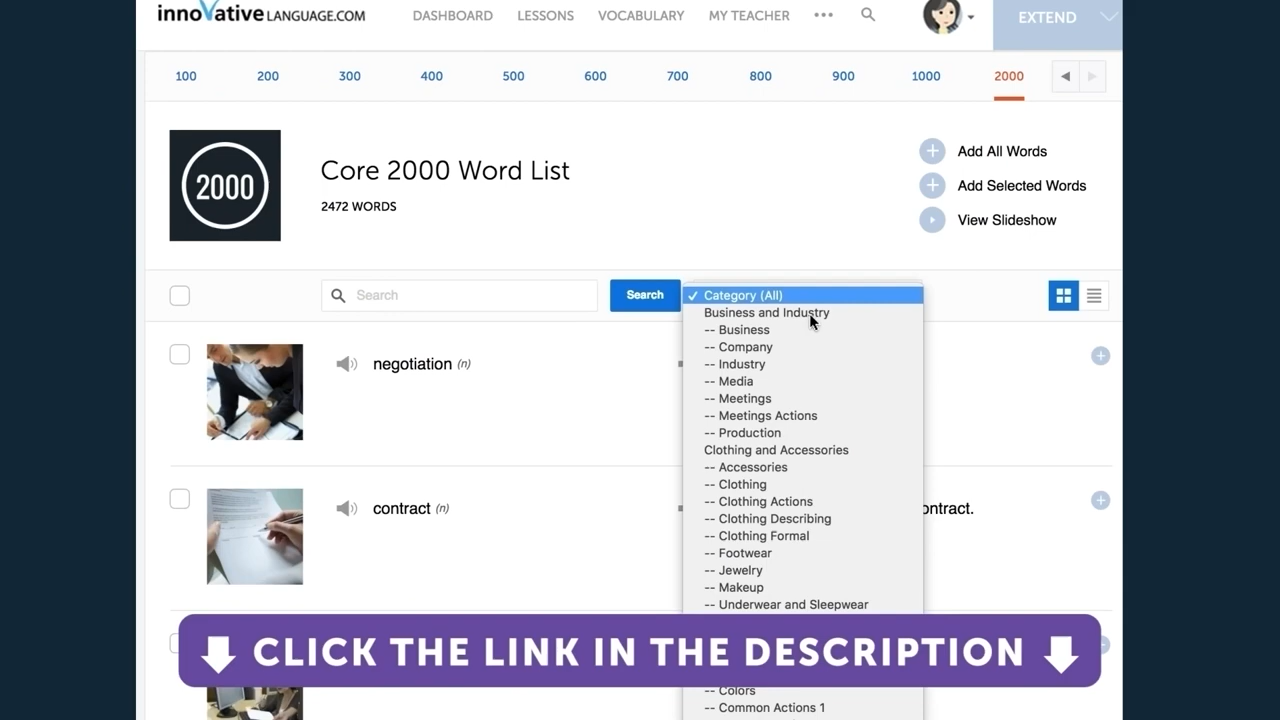 innoVative LANGUAGE.COM
DASHBOARD
LESSONS
VOCABULARY
MY TEACHER
EXTEND
100
200
300
400
500
600
700
800
900
1000
2000
2000
Core 2000 Word List
2472 WORDS
Add All Words
Add Selected Words
View Slideshow
Search
Search
✓ Category (All)
Business and Industry
-- Business
-- Company
-- Industry
-- Media
-- Meetings
-- Meetings Actions
-- Production
Clothing and Accessories
-- Accessories
-- Clothing
-- Clothing Actions
-- Clothing Describing
-- Clothing Formal
-- Footwear
-- Jewelry
-- Makeup
-- Underwear and Sleepwear
negotiation (n)
contract (n)
ontract.
CLICK THE LINK IN THE DESCRIPTION
-- Colors
-- Common Actions 1